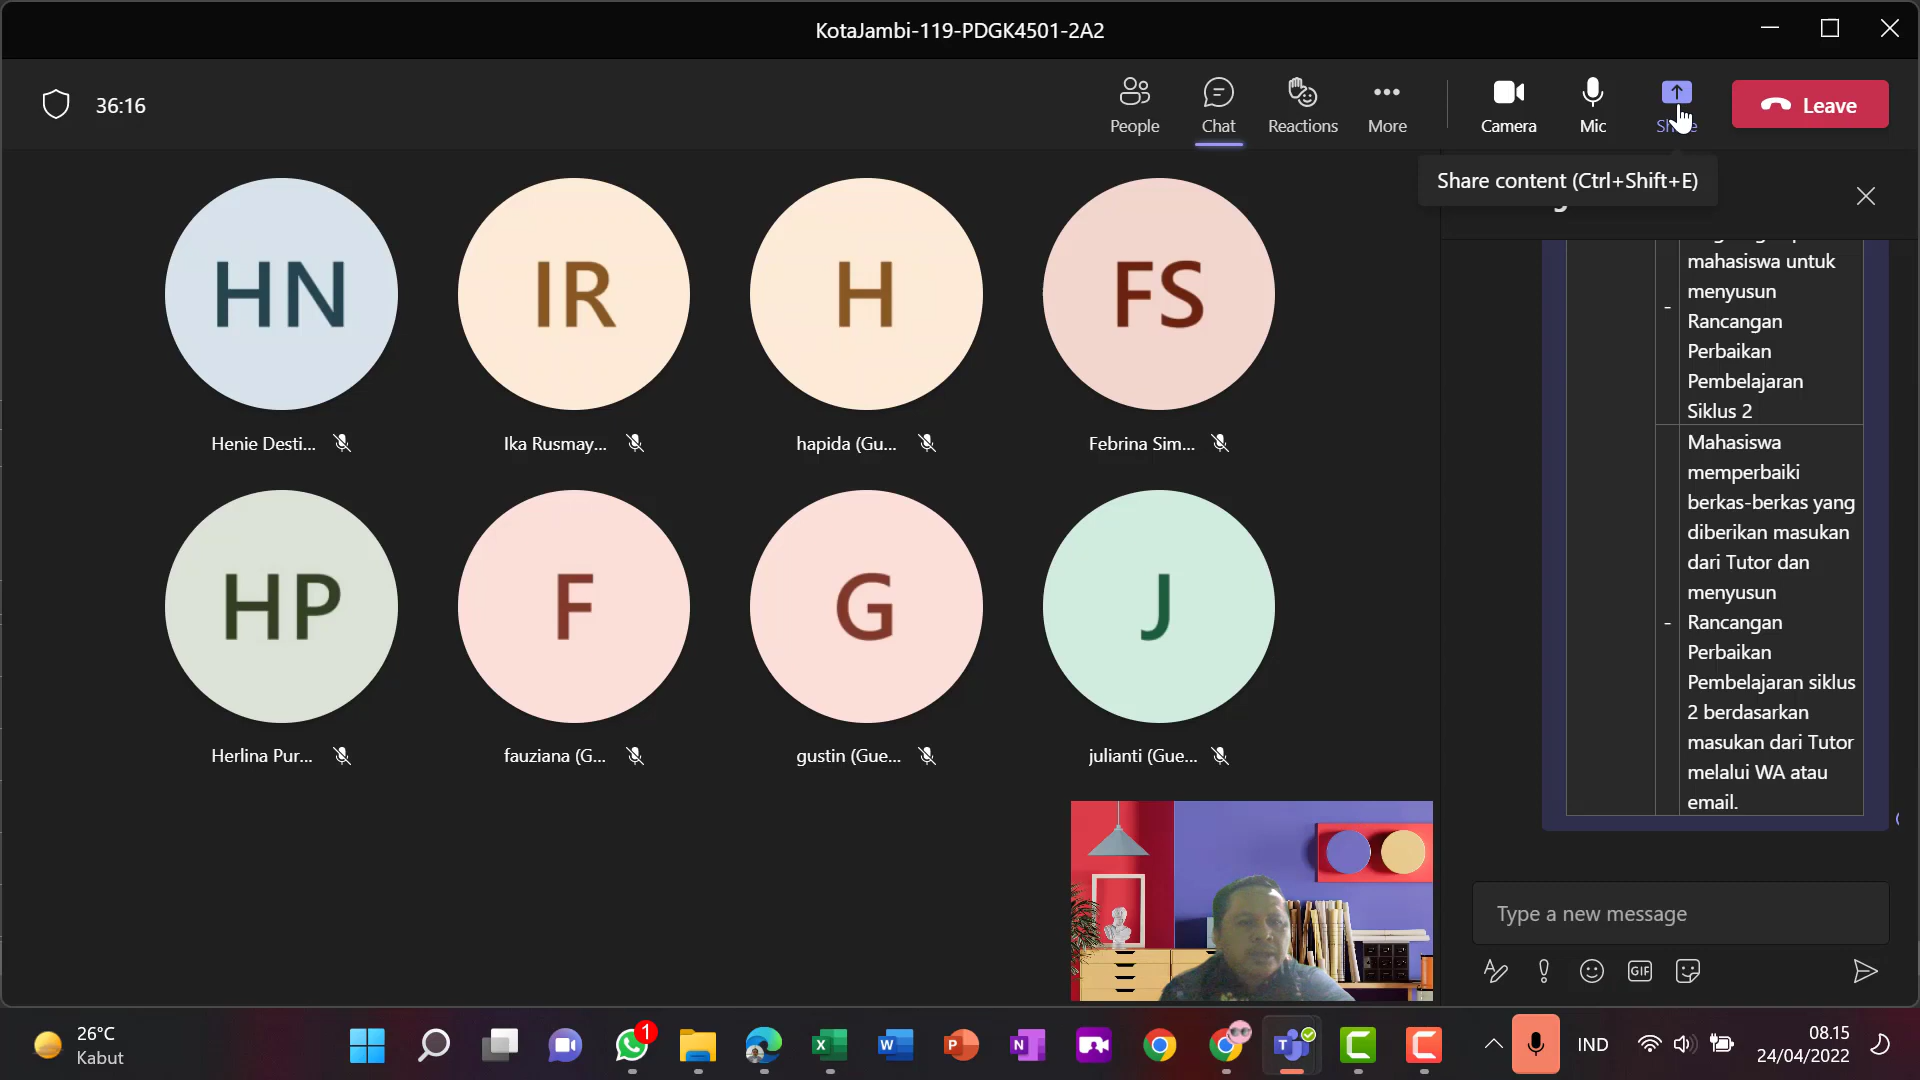 KotaJambi-119-PDGK4501-2A2
36:16
People
Chat
Reactions
More
Camera
Mic
Leave
Share content (Ctrl+Shift+E)
HN
IR
H
FS
Henie Desti...
Ika Rusmay...
hapida (Gu...
Febrina Sim...
HP
F
G
J
Herlina Pur...
fauziana (G...
gustin (Gue...
julianti (Gue...
mahasiswa untuk
menyusun
- Rancangan
Perbaikan
Pembelajaran
Siklus 2
Mahasiswa
memperbaiki
berkas-berkas yang
diberikan masukan
dari Tutor dan
menyusun
- Rancangan
Perbaikan
Pembelajaran siklus
2 berdasarkan
masukan dari Tutor
melalui WA atau
email.
Type a new message
GIF
26°C
Kabut
1
IND
08.15
24/04/2022